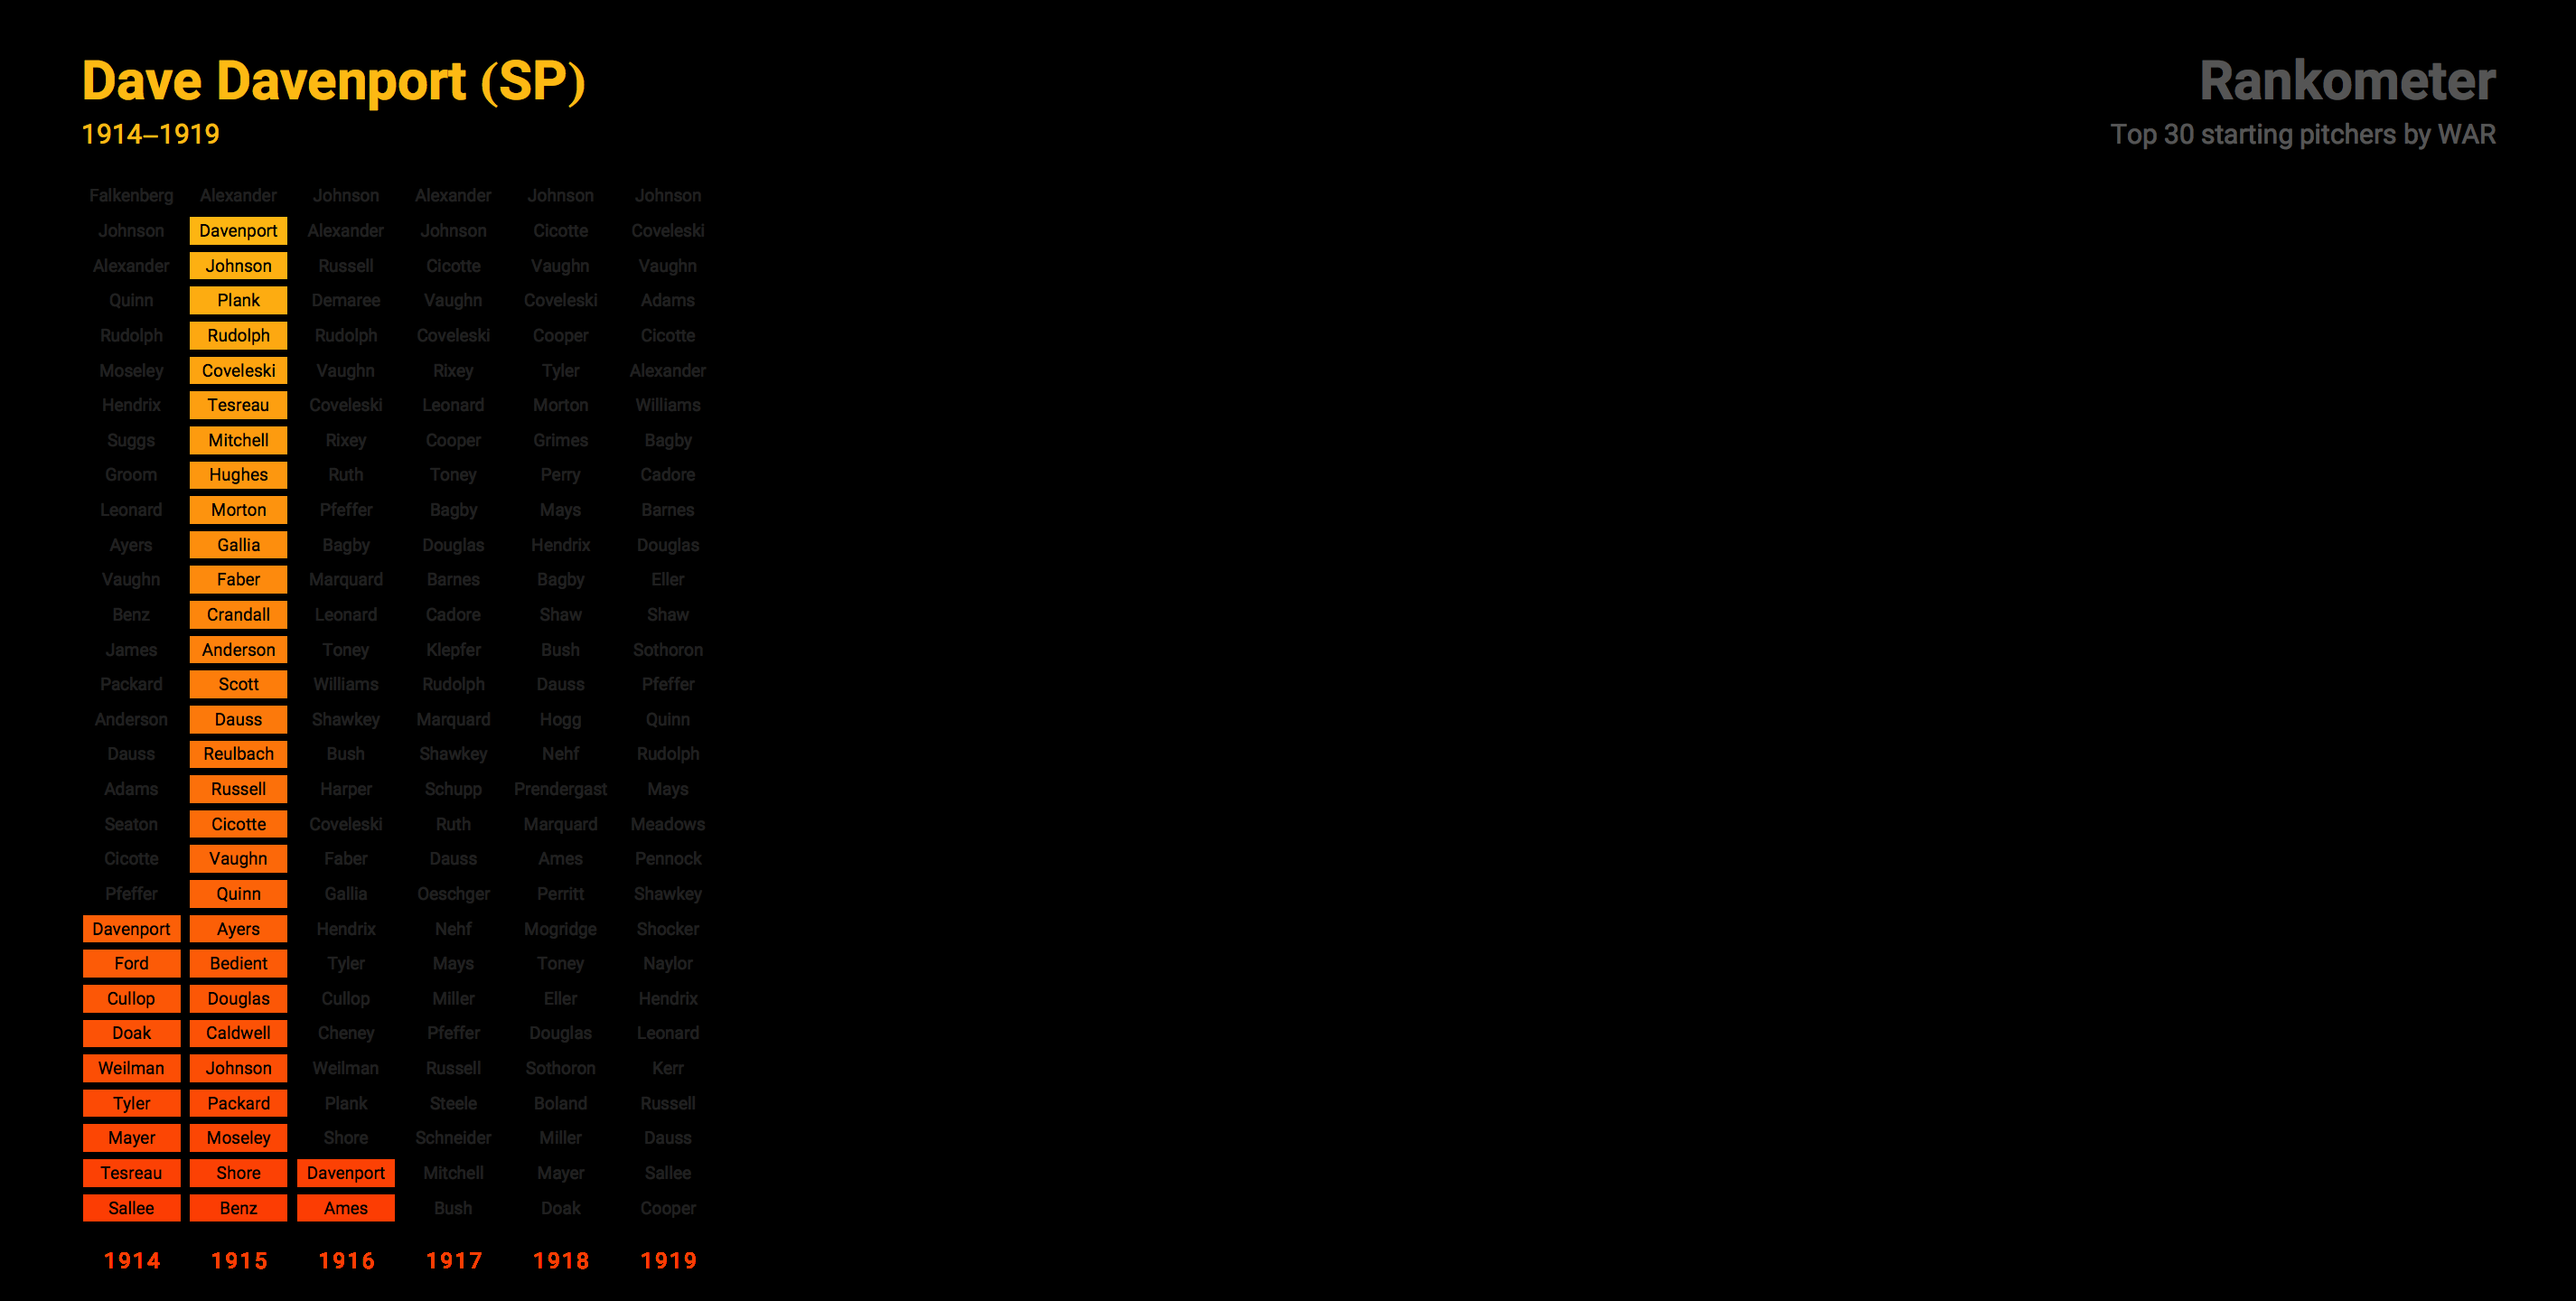 Dave Davenport (SP)
1914–1919
Rankometer
Top 30 starting pitchers by WAR
Falkenberg Alexander Johnson Alexander Johnson Johnson
Johnson Davenport Alexander Johnson Cicotte Coveleski
Alexander Johnson Russell Cicotte Vaughn Vaughn
Quinn Plank Demaree Vaughn Coveleski Adams
Rudolph Rudolph Rudolph Coveleski Cooper Cicotte
Moseley Coveleski Vaughn Rixey Tyler Alexander
Hendrix Tesreau Coveleski Leonard Morton Williams
Suggs Mitchell Rixey Cooper Grimes Bagby
Groom Hughes Ruth Toney Perry Cadore
Leonard Morton Pfeffer Bagby Mays Barnes
Ayers Gallia Bagby Douglas Hendrix Douglas
Vaughn Faber Marquard Barnes Bagby Eller
Benz Crandall Leonard Cadore Shaw Shaw
James Anderson Toney Klepfer Bush Sothoron
Packard Scott Williams Rudolph Dauss Pfeffer
Anderson Dauss Shawkey Marquard Hogg Quinn
Dauss Reulbach Bush Shawkey Nehf Rudolph
Adams Russell Harper Schupp Prendergast Mays
Seaton Cicotte Coveleski Ruth Marquard Meadows
Cicotte Vaughn Faber Dauss Ames Pennock
Pfeffer Quinn Gallia Oeschger Perritt Shawkey
Davenport Ayers Hendrix Nehf Mogridge Shocker
Ford Bedient Tyler Mays Toney Naylor
Cullop Douglas Cullop Miller Eller Hendrix
Doak Caldwell Cheney Pfeffer Douglas Leonard
Weilman Johnson Weilman Russell Sothoron Kerr
Tyler Packard Plank Steele Boland Russell
Mayer Moseley Shore Schneider Miller Dauss
Tesreau Shore Davenport Mitchell Mayer Sallee
Sallee Benz Ames Bush Doak Cooper
1914 1915 1916 1917 1918 1919